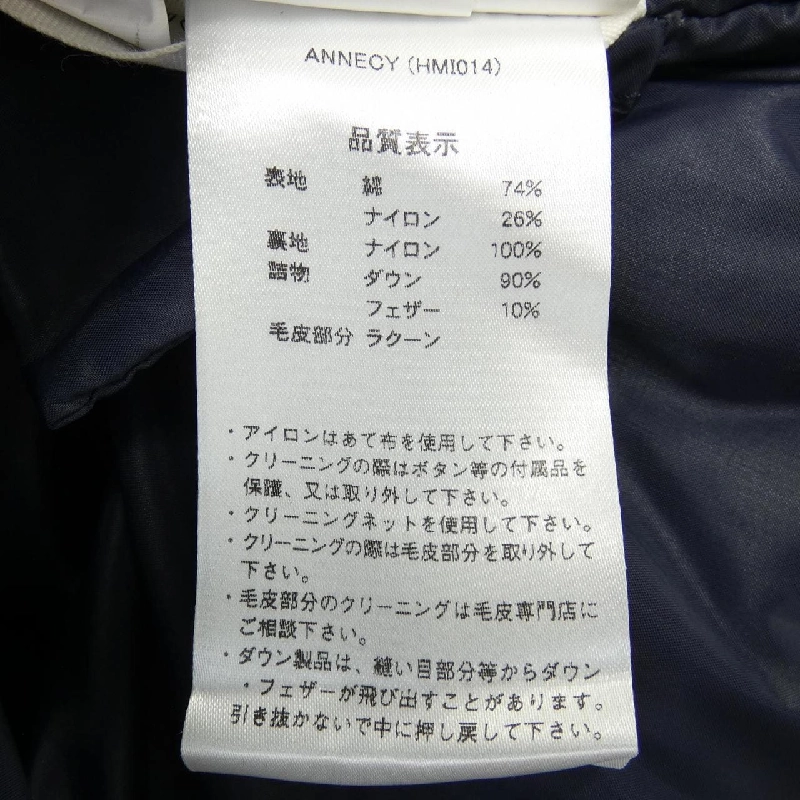 ANNECY (HMI014)
品質表示
表地 綿 74%
ナイロン 26%
裏地 ナイロン 100%
詰物 ダウン 90%
フェザー 10%
毛皮部分 ラクーン
・アイロンはあて布を使用して下さい。
・クリーニングの際はボタン等の付属品を
保護、又は取り外して下さい。
・クリーニングネットを使用して下さい。
・クリーニングの際は毛皮部分を取り外して
下さい。
・毛皮部分のクリーニングは毛皮専門店に
ご相談下さい。
・ダウン製品は、縫い目部分等からダウン
・フェザーが飛び出すことがあります。
引き抜かないで中に押し戻して下さい。